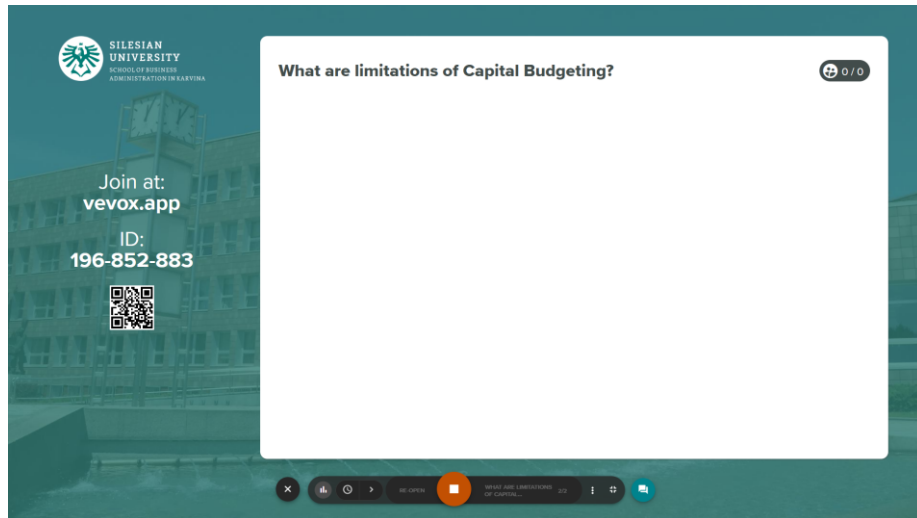 SILESIAN
UNIVERSITY
SCHOOL OF BUSINESS
ADMINISTRATION IN KARVINA
What are limitations of Capital Budgeting?
0 / 0
Join at:
vevox.app
ID:
196-852-883
RE-OPEN
WHAT ARE LIMITATIONS
OF CAPITAL...
2/2